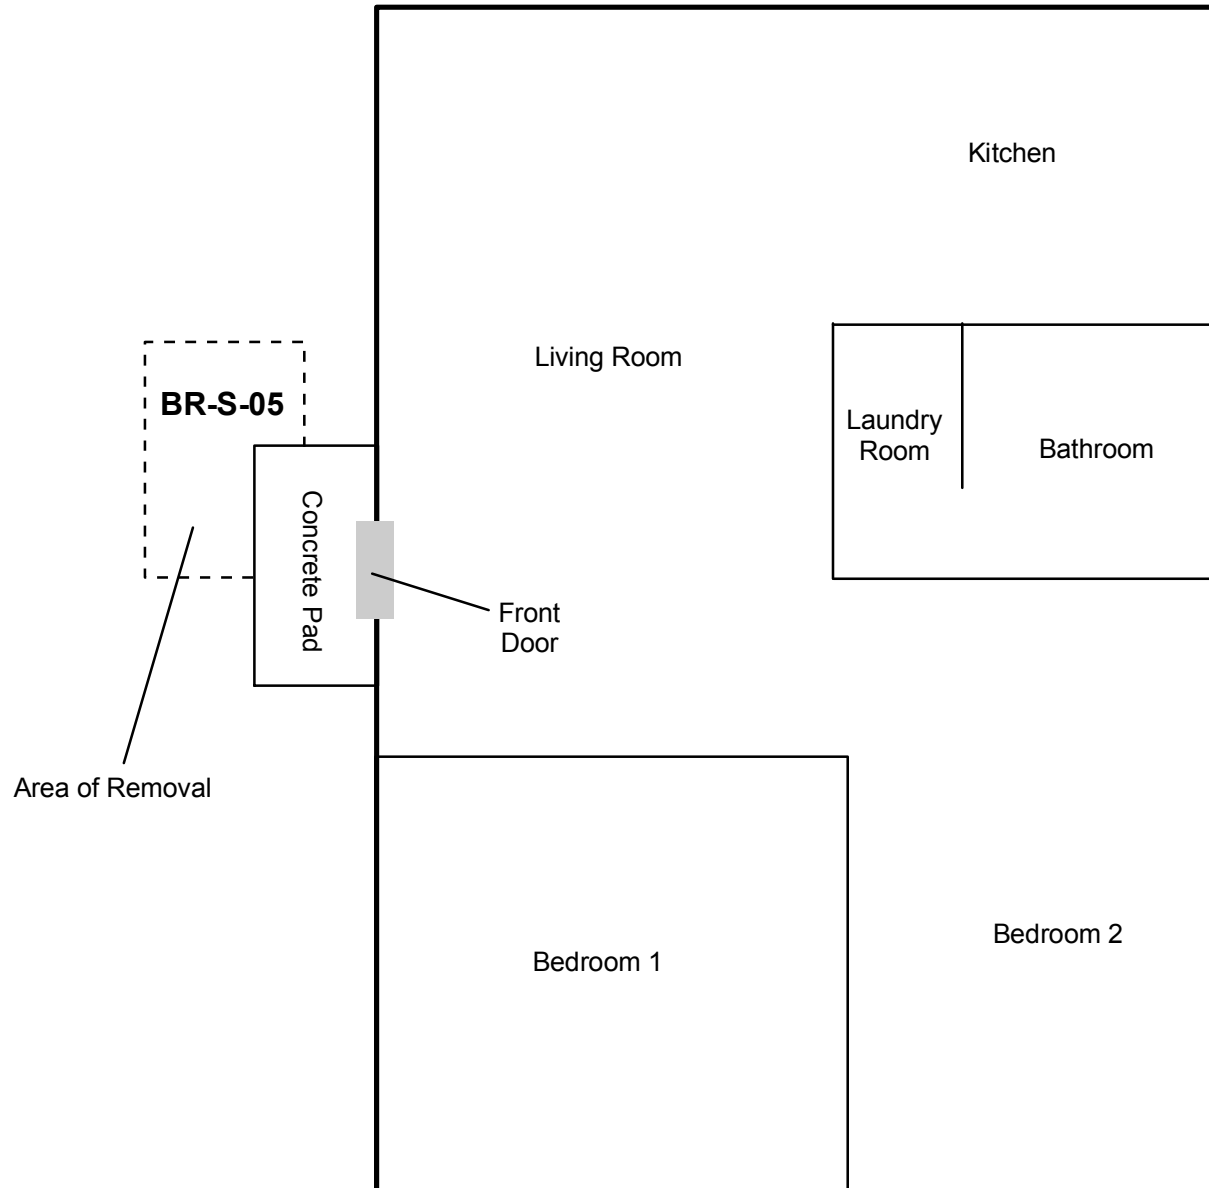 Kitchen
Living Room
BR-S-05
Laundry
Room
Bathroom
Concrete Pad
Front
Door
Area of Removal
Bedroom 1
Bedroom 2